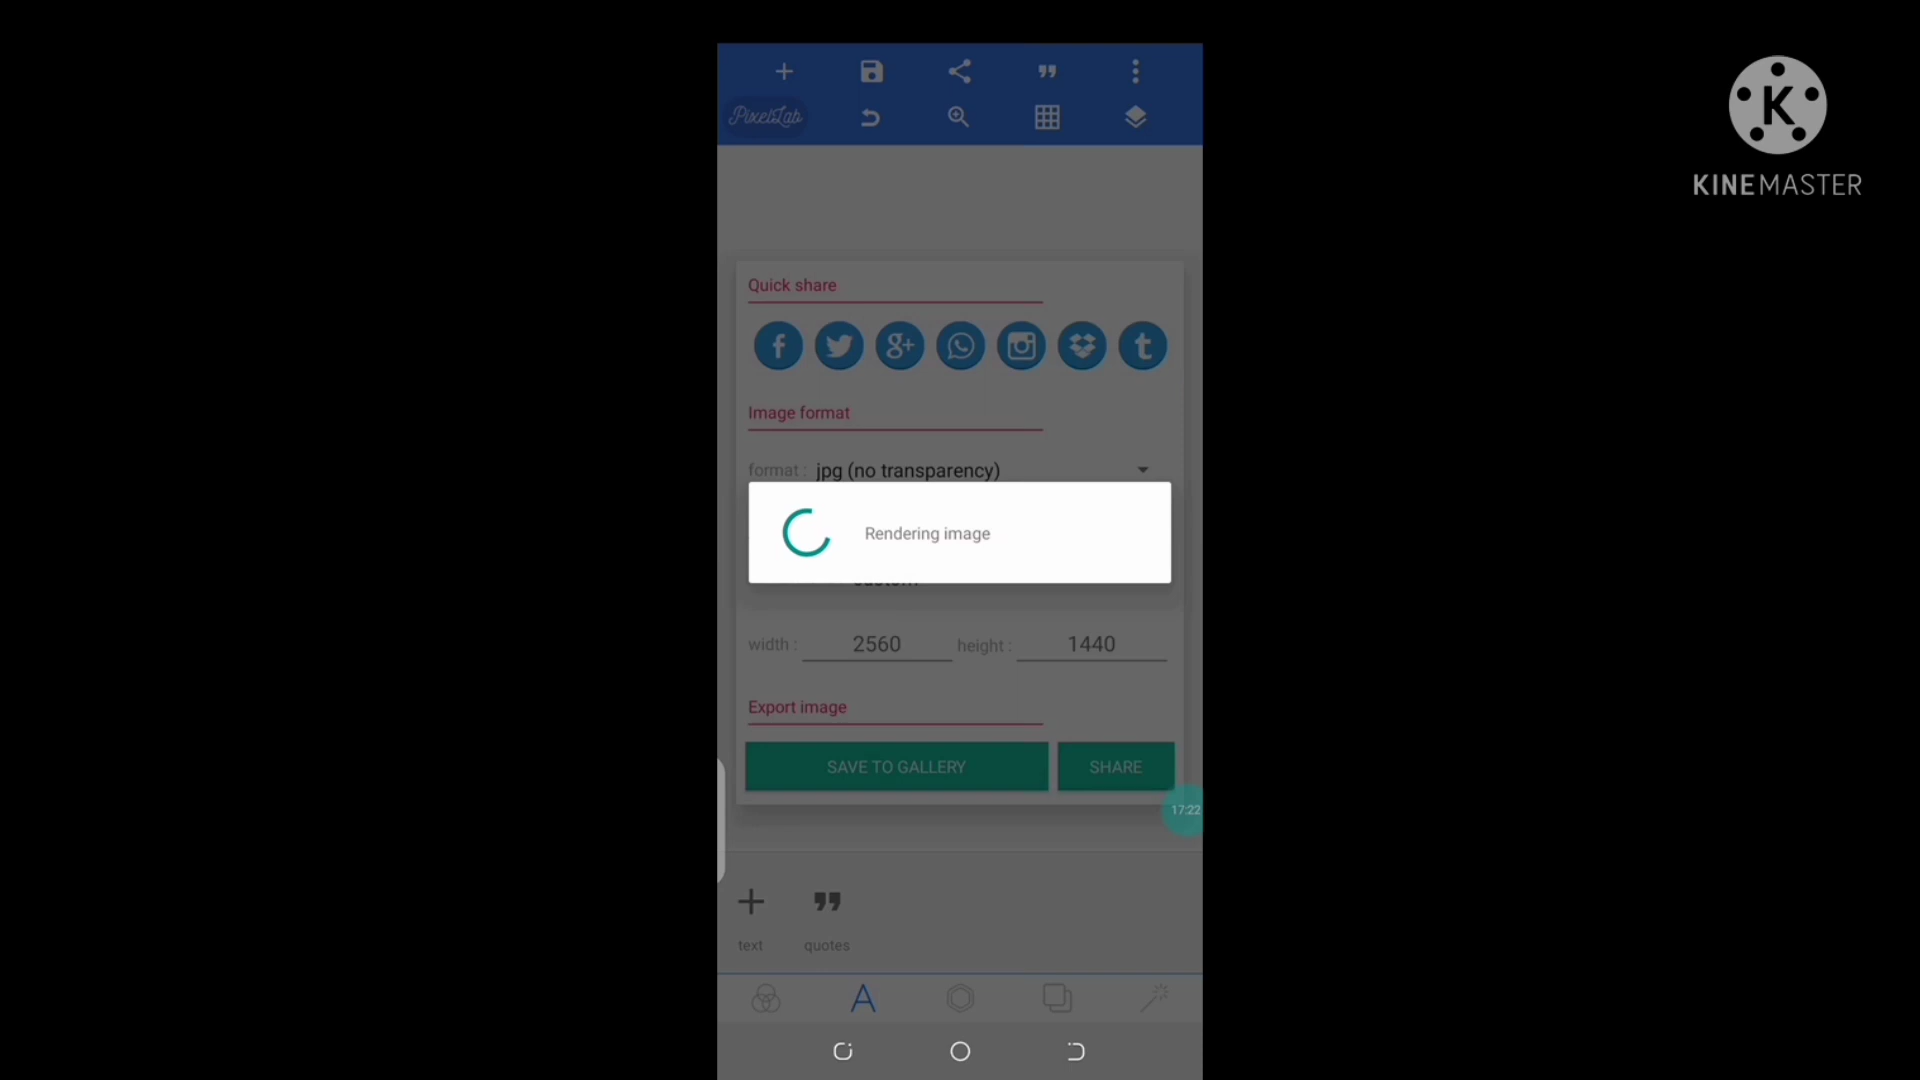 KINEMASTER
PixelLab
Quick share
Image format
format : jpg (no transparency)
Rendering image
width : 2560 height : 1440
Export image
SAVE TO GALLERY SHARE
17:22
text quotes